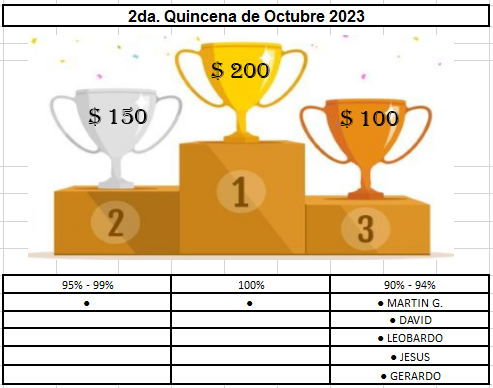 2da. Quincena de Octubre 2023
$ 200
$ 150
$ 100
1
2
3
95% - 99% 100% 90% - 94%
● ● ● MARTIN G.
● DAVID
● LEOBARDO
● JESUS
● GERARDO